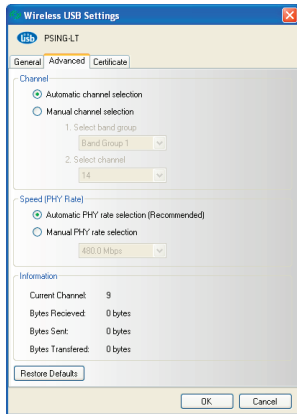 Wireless USB Settings
usb PSING-LT
General Advanced Certificate
Channel
Automatic channel selection
Manual channel selection
1. Select band group
Band Group 1
2. Select channel
14
Speed (PHY Rate)
Automatic PHY rate selection (Recommended)
Manual PHY rate selection
480.0 Mbps
Information
Current Channel: 9
Bytes Recieved: 0 bytes
Bytes Sent: 0 bytes
Bytes Transfered: 0 bytes
Restore Defaults
OK Cancel